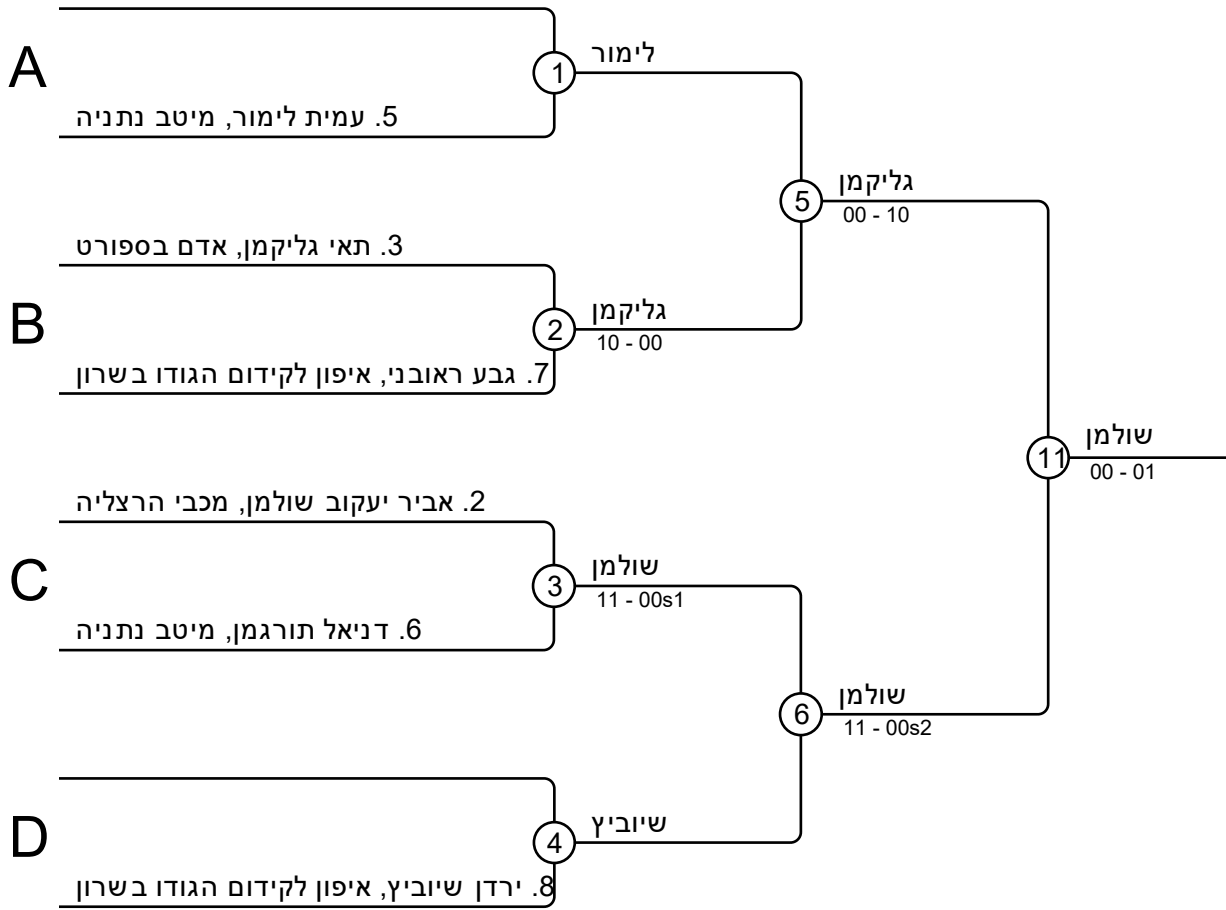 A
1
לימור
5. עמית לימור, מיטב נתניה
5
גליקמן
00 - 10
3. תאי גליקמן, אדם בספורט
B
2
גליקמן
10 - 00
7. גבע ראובני, איפון לקידום הגודו בשרון
11
שולמן
00 - 01
2. אביר יעקוב שולמן, מכבי הרצליה
C
3
שולמן
11 - 00s1
6. דניאל תורגמן, מיטב נתניה
6
שולמן
11 - 00s2
D
4
שיוביץ
8. ירדן שיוביץ, איפון לקידום הגודו בשרון